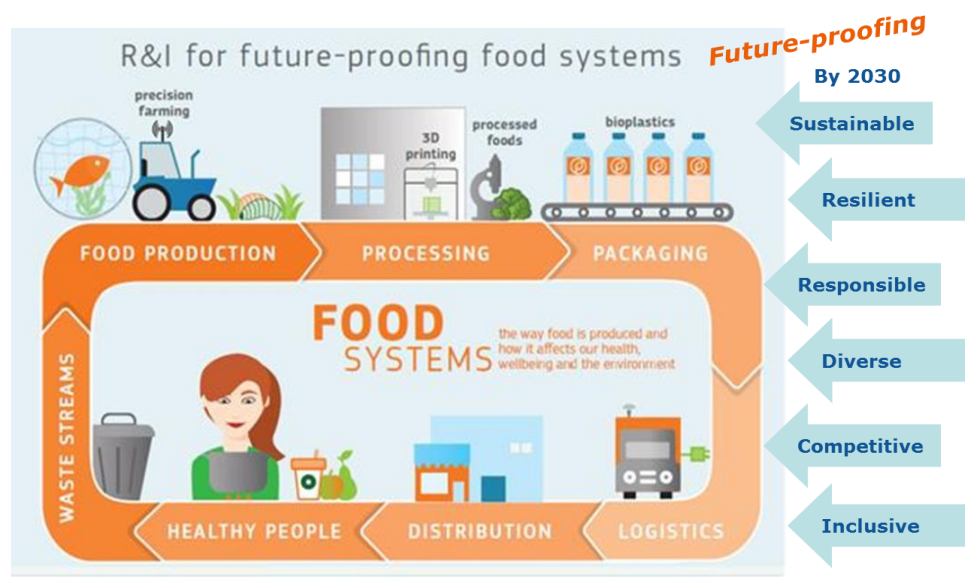 R&I for future-proofing food systems
Future-proofing
By 2030
precision
farming
3D
printing
processed
foods
bioplastics
FOOD PRODUCTION
PROCESSING
PACKAGING
FOOD
SYSTEMS
the way food is produced and
how it affects our health,
wellbeing and the environment
WASTE STREAMS
HEALTHY PEOPLE
DISTRIBUTION
LOGISTICS
Sustainable
Resilient
Responsible
Diverse
Competitive
Inclusive